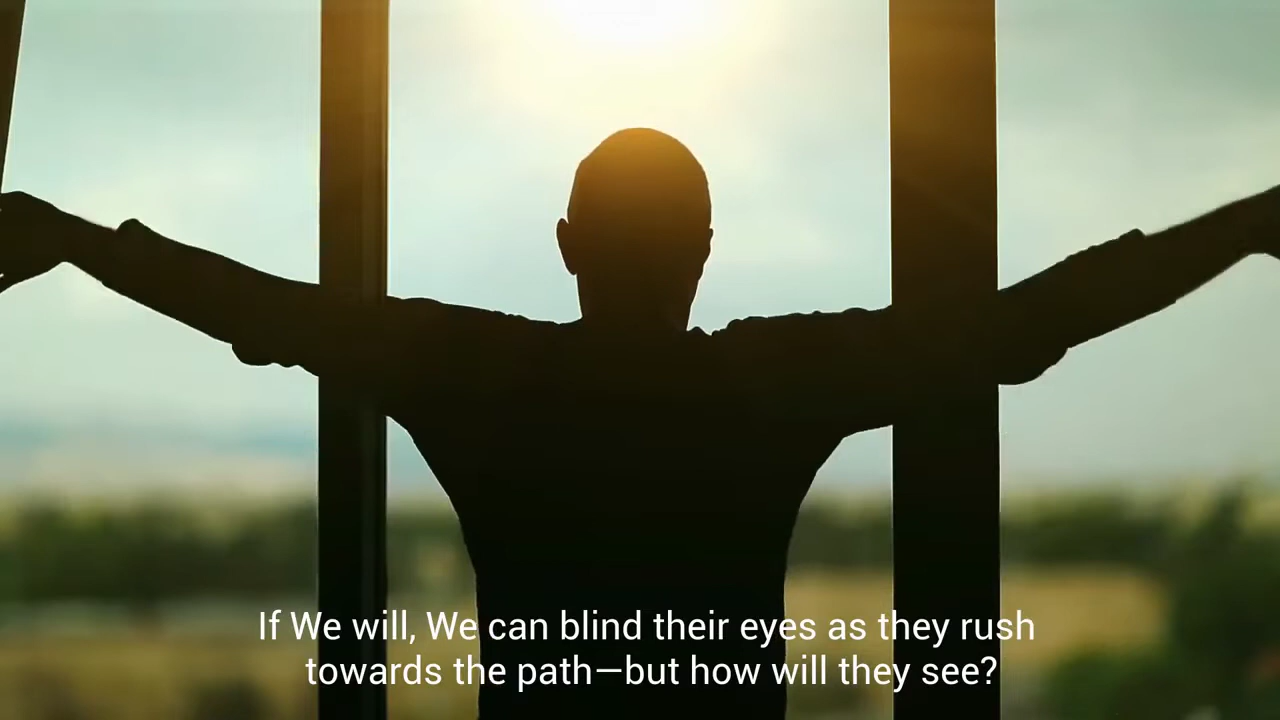 If We will, We can blind their eyes as they rush
towards the path—but how will they see?